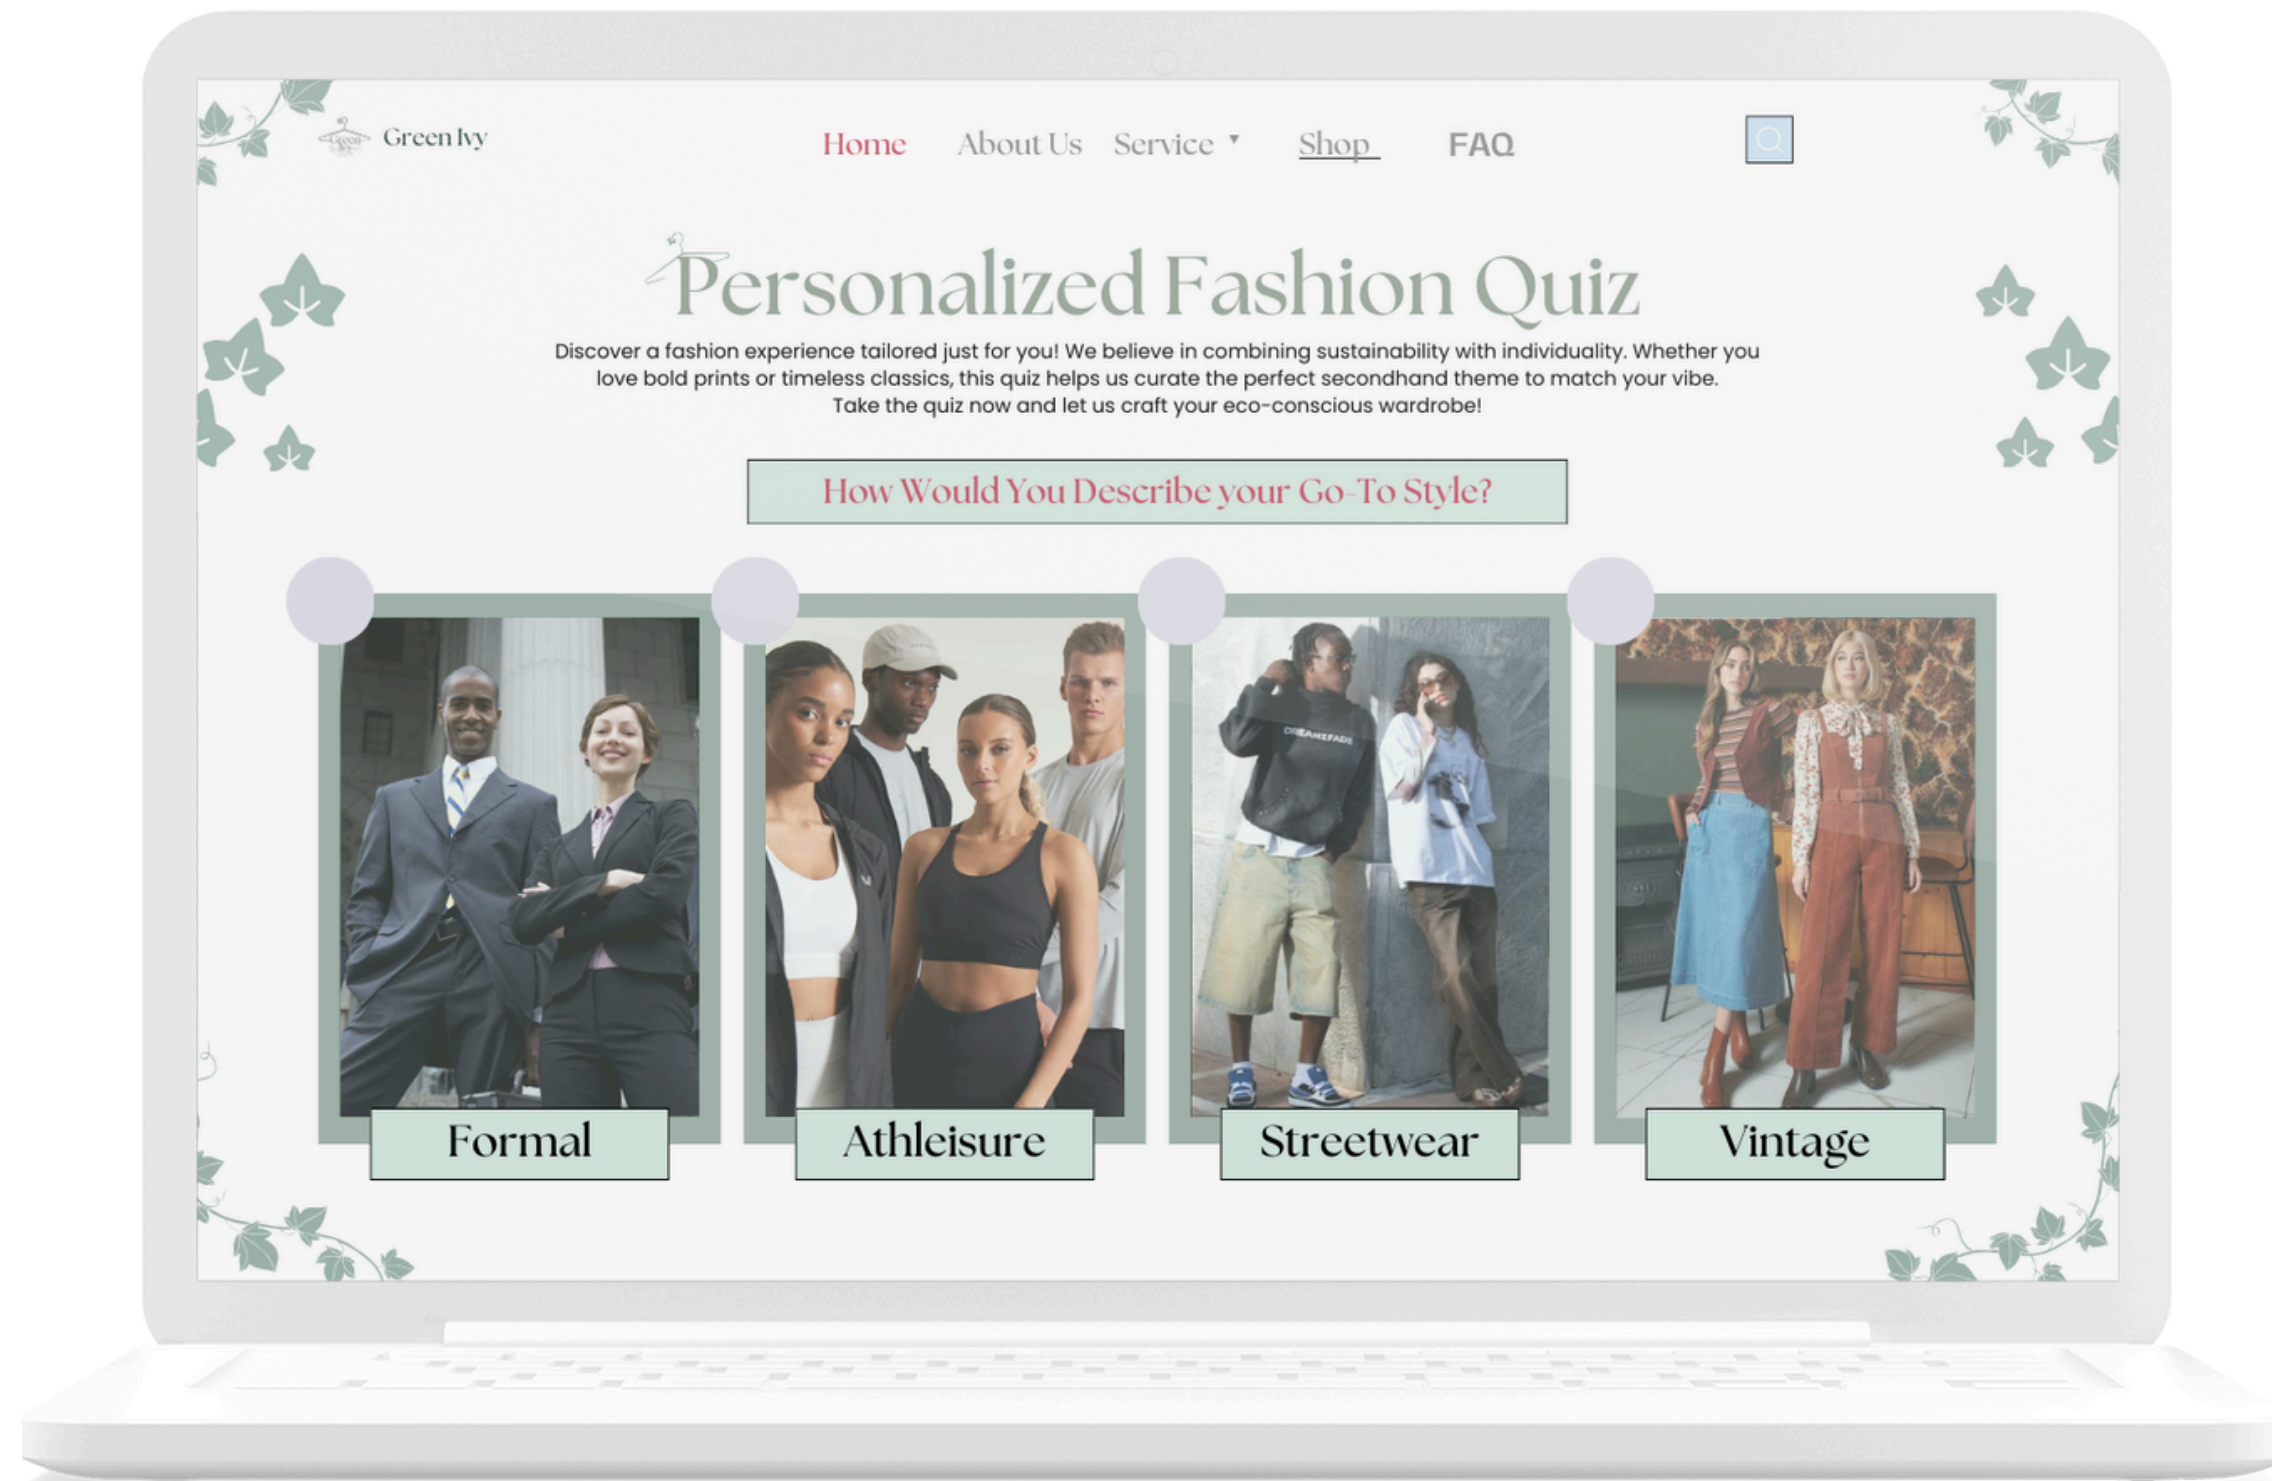 Green Ivy
Home About Us Service ▼ Shop FAQ
Personalized Fashion Quiz
Discover a fashion experience tailored just for you! We believe in combining sustainability with individuality. Whether you
love bold prints or timeless classics, this quiz helps us curate the perfect secondhand theme to match your vibe.
Take the quiz now and let us craft your eco-conscious wardrobe!
How Would You Describe your Go-To Style?
DREAMZFADE
Formal
Athleisure
Streetwear
Vintage